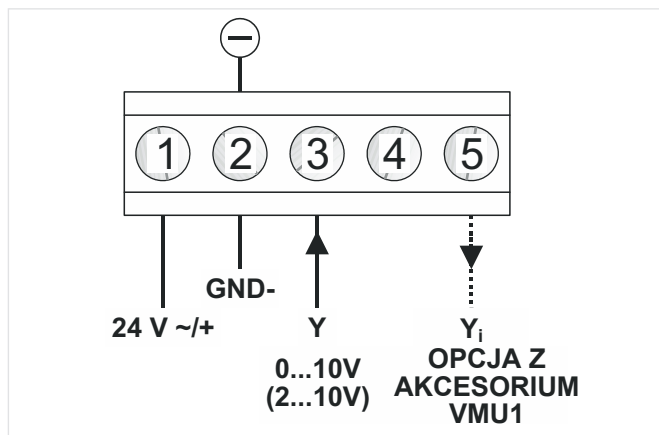 1 2 3 4 5
GND-
24 V ~/+
Y
0...10V
(2...10V)
Yi
OPCJA Z
AKCESORIUM
VMU1